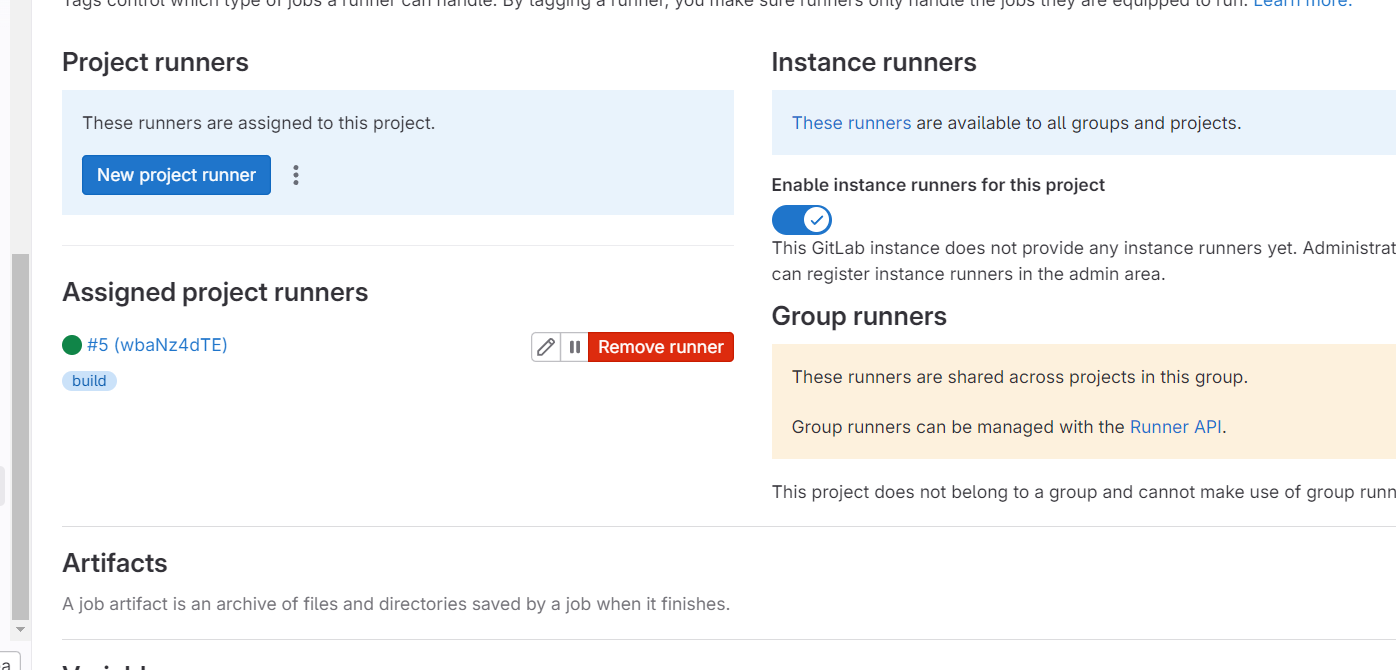 Tags control which type of jobs a runner can handle. By tagging a runner, you make sure runners only handle the jobs they are equipped to run. Learn more.
Project runners
These runners are assigned to this project.
New project runner
Assigned project runners
#5 (wbaNz4dTE)
Remove runner
build
Instance runners
These runners are available to all groups and projects.
Enable instance runners for this project
This GitLab instance does not provide any instance runners yet. Administrat
can register instance runners in the admin area.
Group runners
These runners are shared across projects in this group.
Group runners can be managed with the Runner API.
This project does not belong to a group and cannot make use of group runn
Artifacts
A job artifact is an archive of files and directories saved by a job when it finishes.